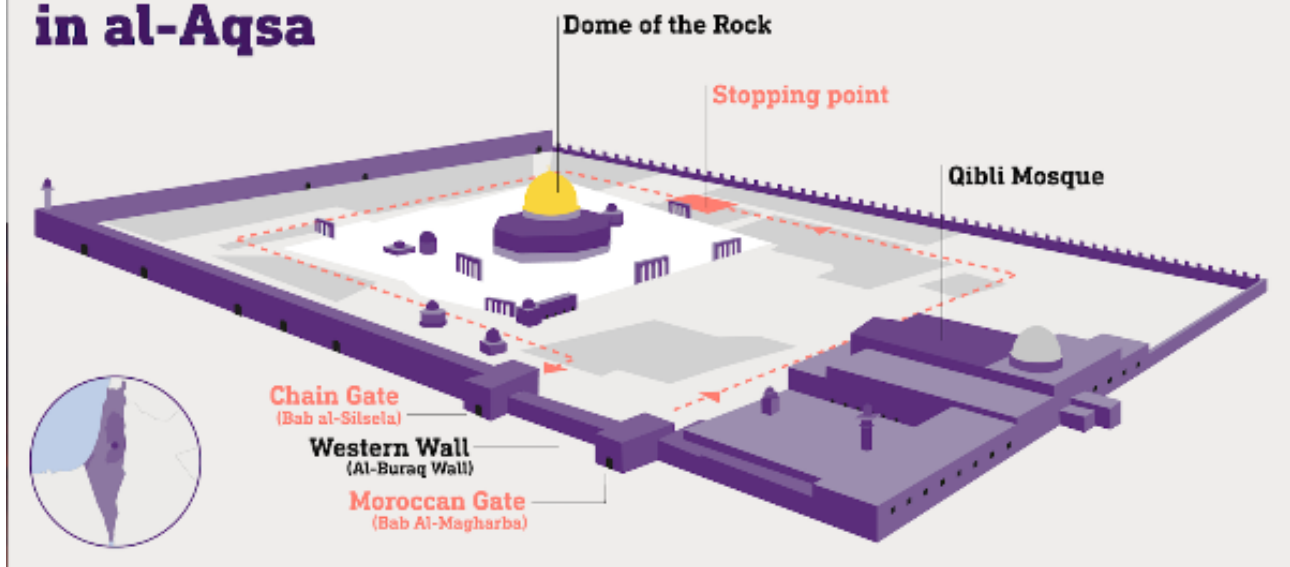 in al-Aqsa
Dome of the Rock
Stopping point
Qibli Mosque
Chain Gate
(Bab al-Silsela)
Western Wall
(Al-Buraq Wall)
Moroccan Gate
(Bab Al-Magharba)